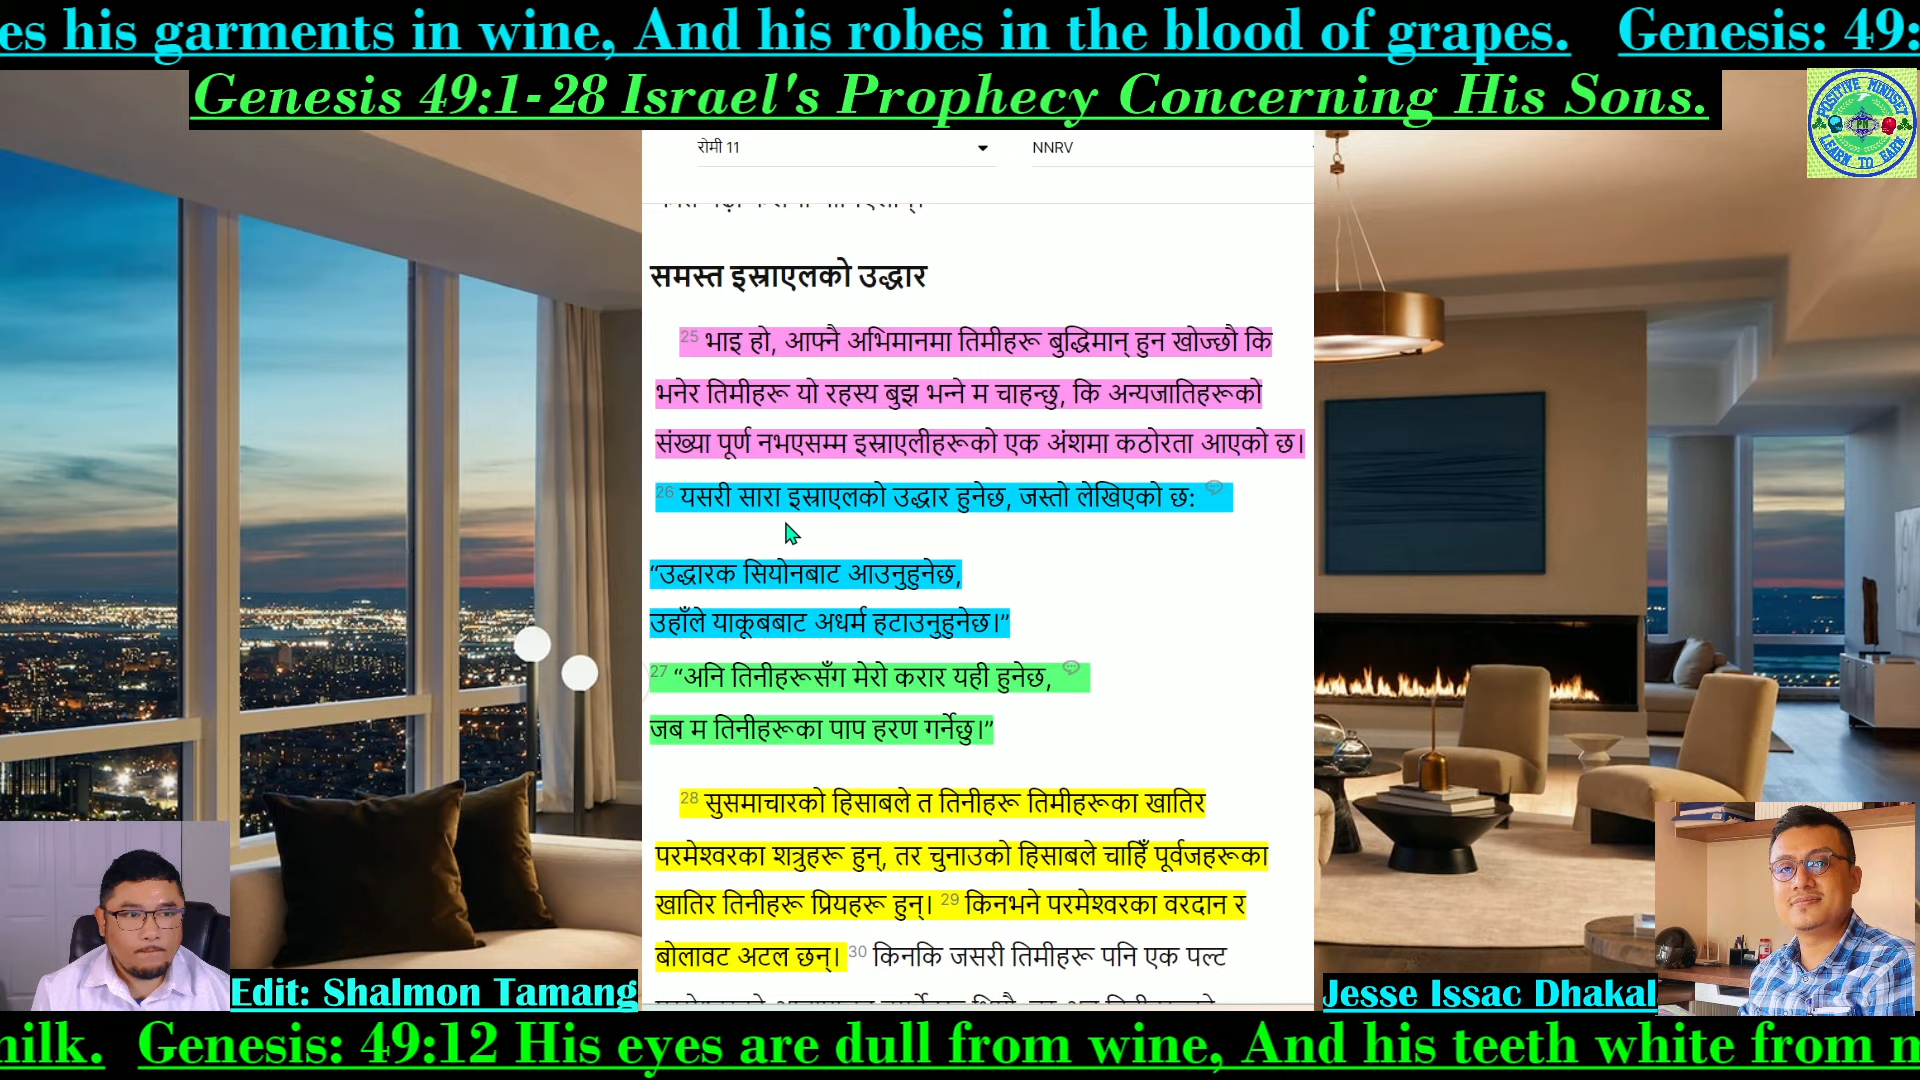 es his garments in wine, And his robes in the blood of grapes. Genesis: 49:
Genesis 49:1-28 Israel's Prophecy Concerning His Sons.
POSITIVE MINDSET
LEARN TO EARN
रोमी 11
NNRV
समस्त इस्राएलको उद्धार
25 भाइ हो, आफ्नै अभिमानमा तिमीहरू बुद्धिमान् हुन खोज्छौ कि
भनेर तिमीहरू यो रहस्य बुझ भन्ने म चाहन्छु, कि अन्यजातिहरूको
संख्या पूर्ण नभएसम्म इस्राएलीहरूको एक अंशमा कठोरता आएको छ।
26 यसरी सारा इस्राएलको उद्धार हुनेछ, जस्तो लेखिएको छ:
“उद्धारक सियोनबाट आउनुहुनेछ,
उहाँले याकूबबाट अधर्म हटाउनुहुनेछ।”
27 “अनि तिनीहरूसँग मेरो करार यही हुनेछ,
जब म तिनीहरूका पाप हरण गर्नेछु।”
28 सुसमाचारको हिसाबले त तिनीहरू तिमीहरूका खातिर
परमेश्वरका शत्रुहरू हुन्, तर चुनाउको हिसाबले चाहिँ पूर्वजहरूका
खातिर तिनीहरू प्रियहरू हुन्। 29 किनभने परमेश्वरका वरदान र
बोलावट अटल छन्। 30 किनकि जसरी तिमीहरू पनि एक पल्ट
Edit: Shalmon Tamang
Jesse Issac Dhakal
nilk. Genesis: 49:12 His eyes are dull from wine, And his teeth white from m